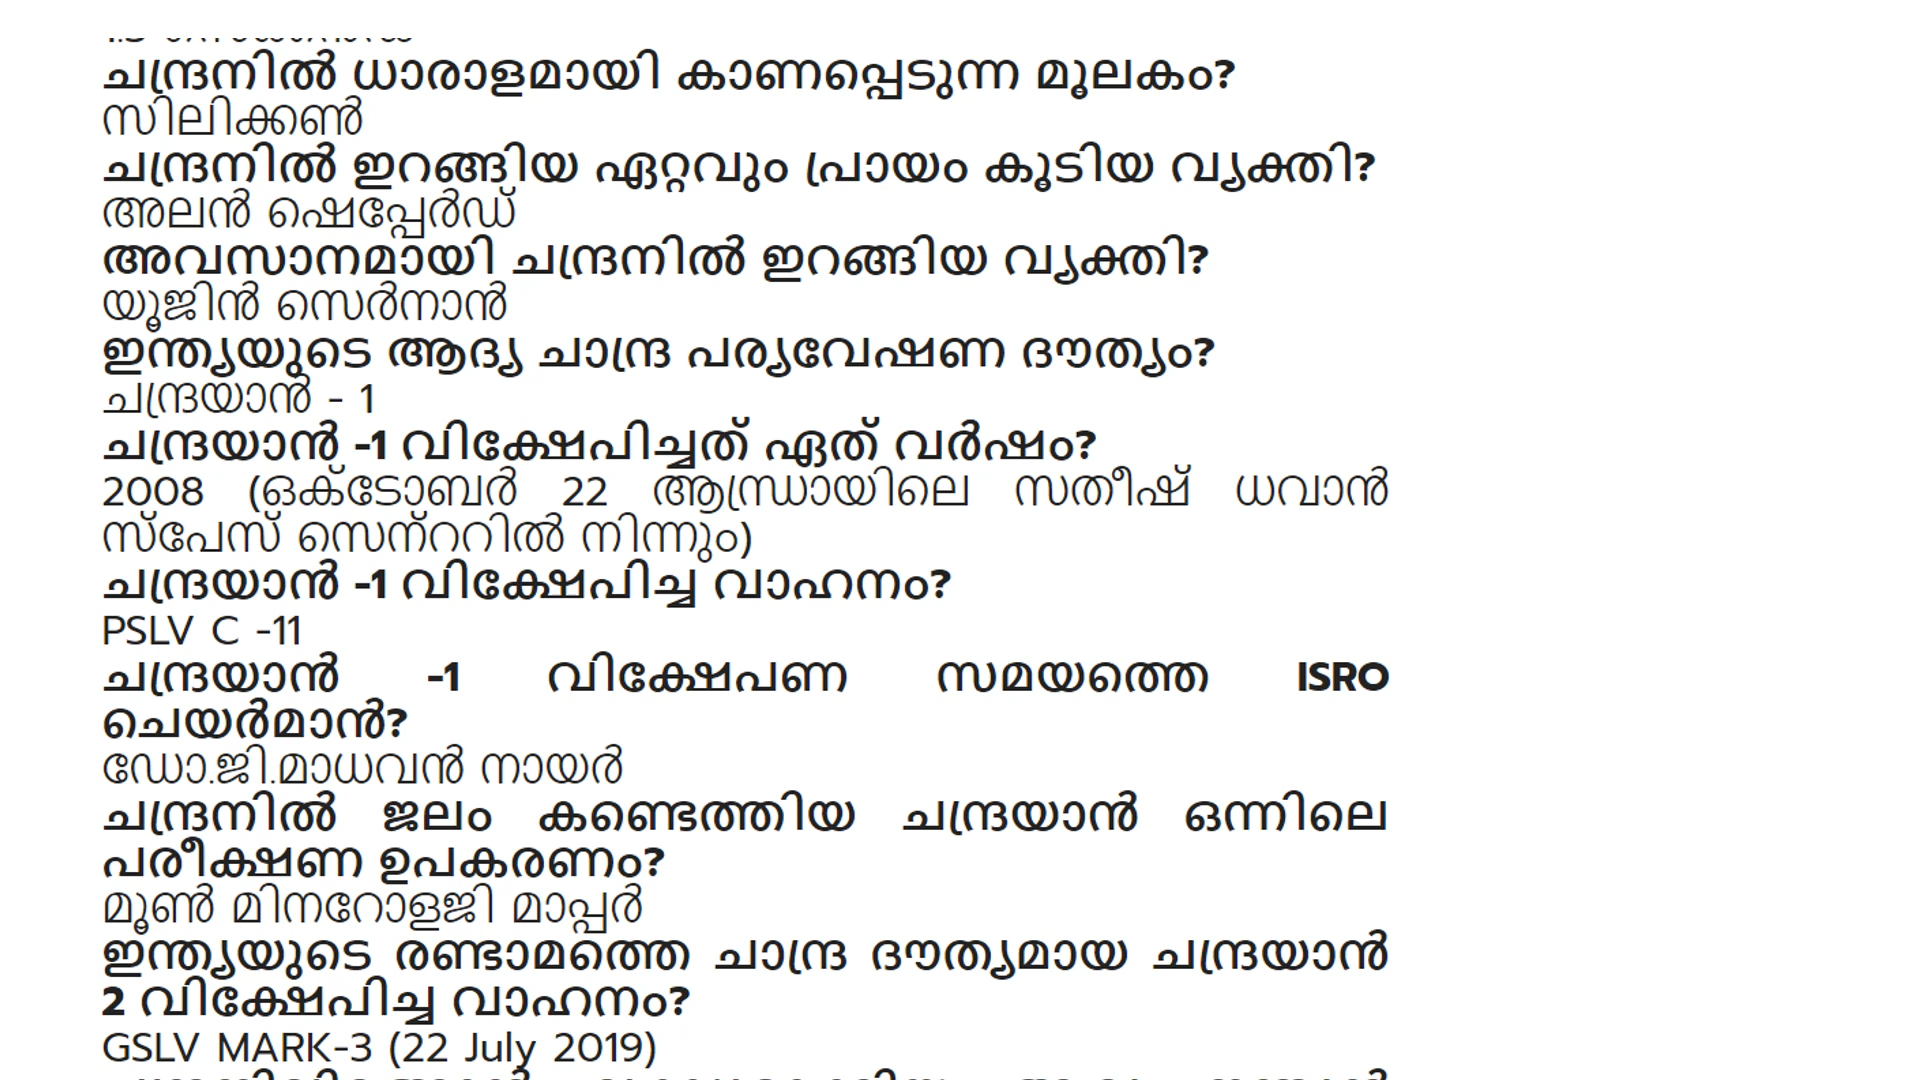 ചന്ദ്രനിൽ ധാരാളമായി കാണപ്പെടുന്ന മൂലകം?
സിലിക്കൺ
ചന്ദ്രനിൽ ഇറങ്ങിയ ഏറ്റവും പ്രായം കൂടിയ വ്യക്തി?
അലൻ ഷെപ്പേർഡ്
അവസാനമായി ചന്ദ്രനിൽ ഇറങ്ങിയ വ്യക്തി?
യൂജിൻ സെർനാൻ
ഇന്ത്യയുടെ ആദ്യ ചാന്ദ്ര പര്യവേഷണ ദൗത്യം?
ചന്ദ്രയാൻ - 1
ചന്ദ്രയാൻ -1 വിക്ഷേപിച്ചത് ഏത് വർഷം?
2008 (ഒക്ടോബർ 22 ആന്ധ്രായിലെ സതീഷ് ധവാൻ
സ്പേസ് സെന്ററിൽ നിന്നും)
ചന്ദ്രയാൻ -1 വിക്ഷേപിച്ച വാഹനം?
PSLV C -11
ചന്ദ്രയാൻ -1 വിക്ഷേപണ സമയത്തെ ISRO
ചെയർമാൻ?
ഡോ.ജി.മാധവൻ നായർ
ചന്ദ്രനിൽ ജലം കണ്ടെത്തിയ ചന്ദ്രയാൻ ഒന്നിലെ
പരീക്ഷണ ഉപകരണം?
മൂൺ മിനറോളജി മാപ്പർ
ഇന്ത്യയുടെ രണ്ടാമത്തെ ചാന്ദ്ര ദൗത്യമായ ചന്ദ്രയാൻ
2 വിക്ഷേപിച്ച വാഹനം?
GSLV MARK-3 (22 July 2019)